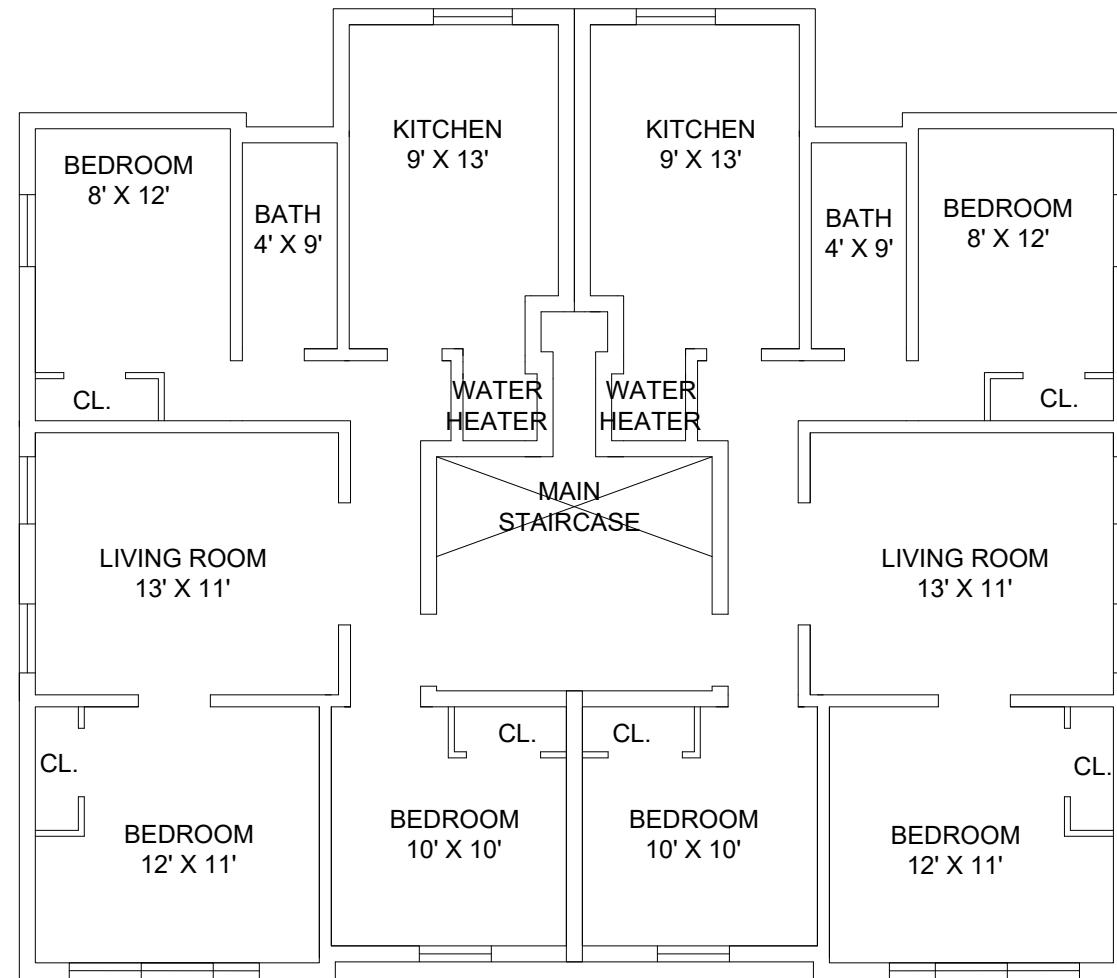 KITCHEN
9' X 13'
KITCHEN
9' X 13'
BEDROOM
8' X 12'
BATH
4' X 9'
BATH
4' X 9'
BEDROOM
8' X 12'
CL.
WATER
HEATER
WATER
HEATER
CL.
MAIN
STAIRCASE
LIVING ROOM
13' X 11'
LIVING ROOM
13' X 11'
CL.
CL.
CL.
CL.
BEDROOM
12' X 11'
BEDROOM
10' X 10'
BEDROOM
10' X 10'
BEDROOM
12' X 11'